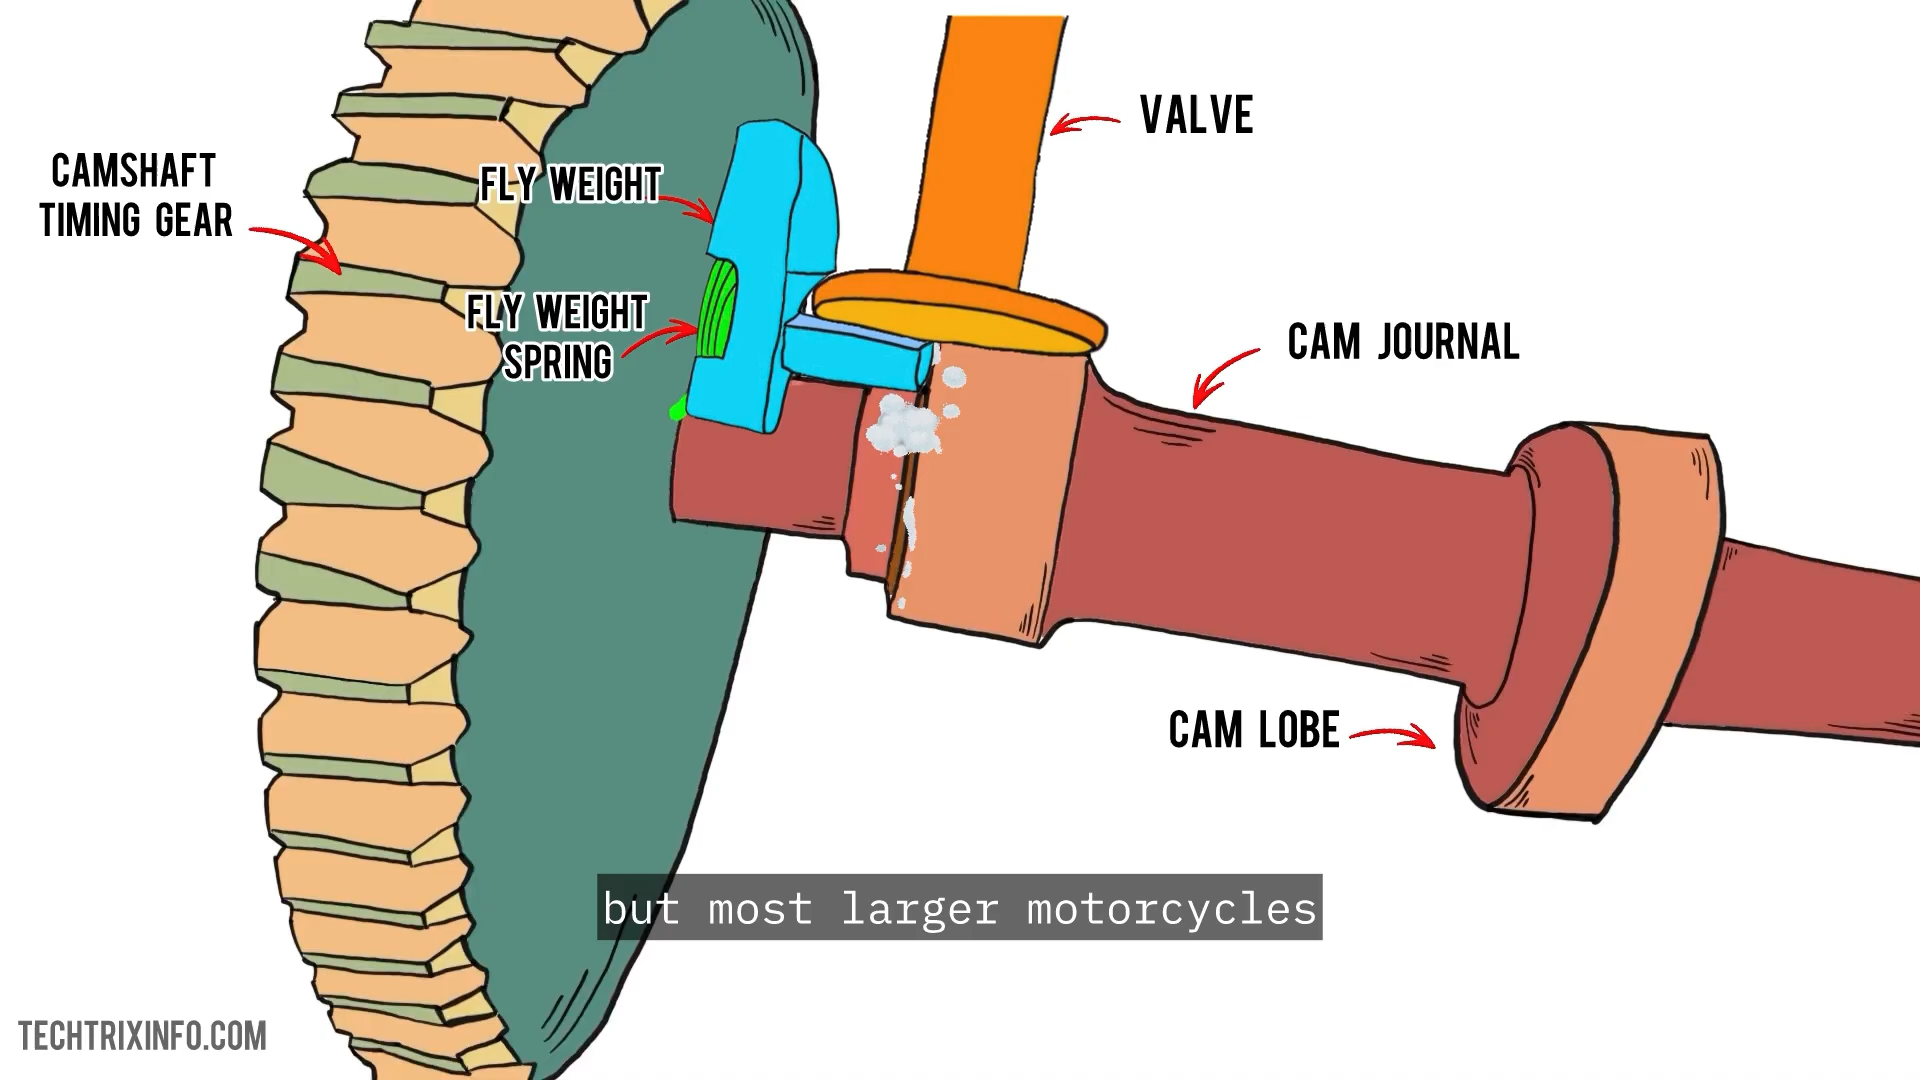 VALVE
CAMSHAFT
TIMING GEAR
FLY WEIGHT
FLY WEIGHT
SPRING
CAM JOURNAL
CAM LOBE
but most larger motorcycles
TECHTRIXINFO.COM